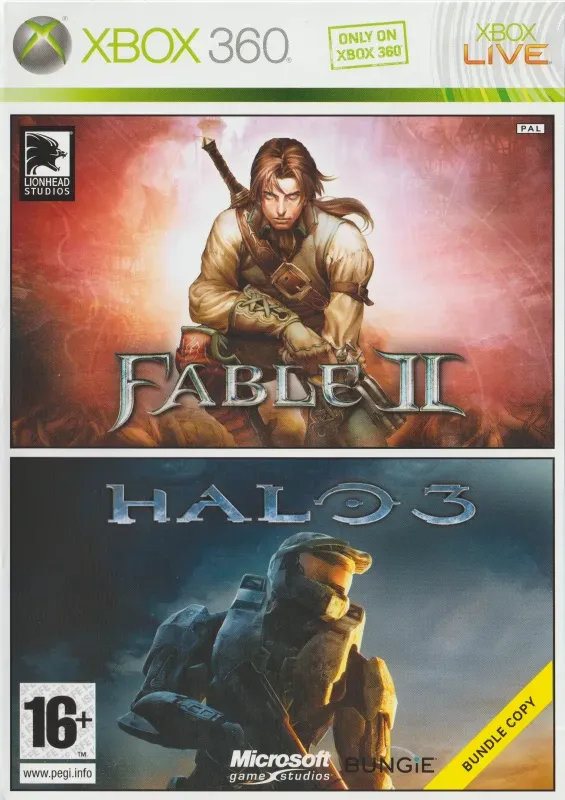 XBOX 360
ONLY ON
XBOX 360
XBOX
LIVE
LIONHEAD
STUDIOS
PAL
FABLE II
HALO 3
16+
TM
www.pegi.info
Microsoft
game studios
BUNGiE
BUNDLE COPY